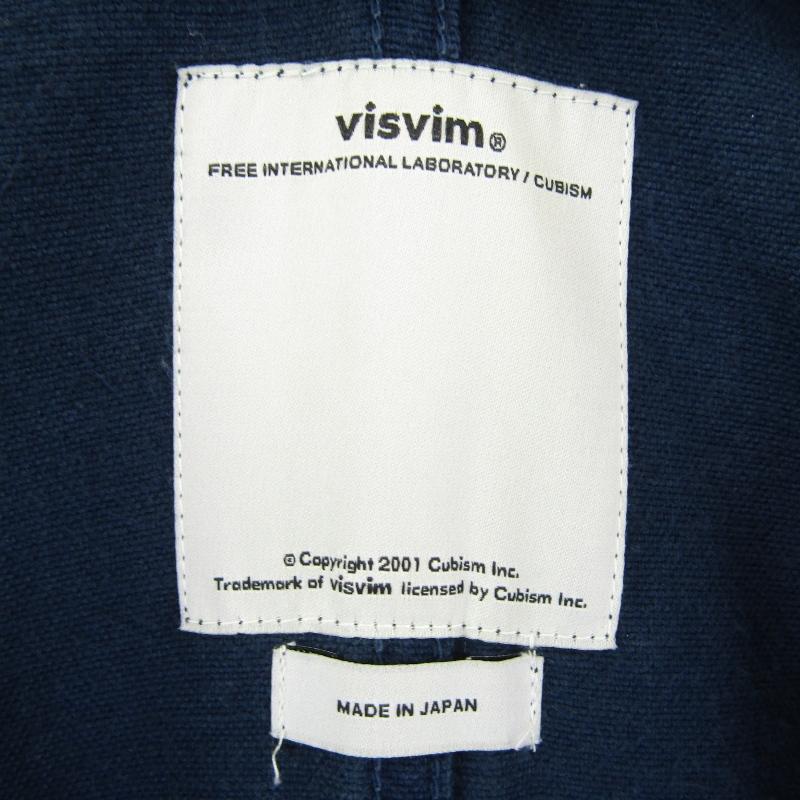 visvim®
FREE INTERNATIONAL LABORATORY / CUBISM
© Copyright 2001 Cubism Inc.
Trademark of visvim licensed by Cubism Inc.
MADE IN JAPAN